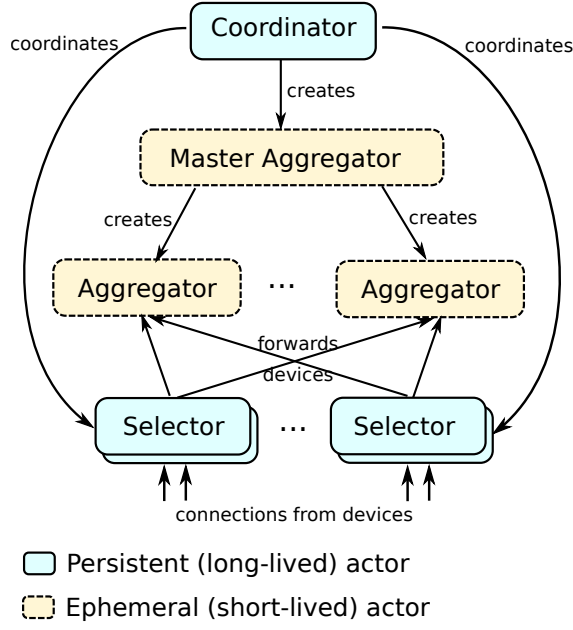 Coordinator
coordinates
coordinates
creates
Master Aggregator
creates
creates
Aggregator
...
Aggregator
forwards
devices
Selector
...
Selector
connections from devices
Persistent (long-lived) actor
Ephemeral (short-lived) actor